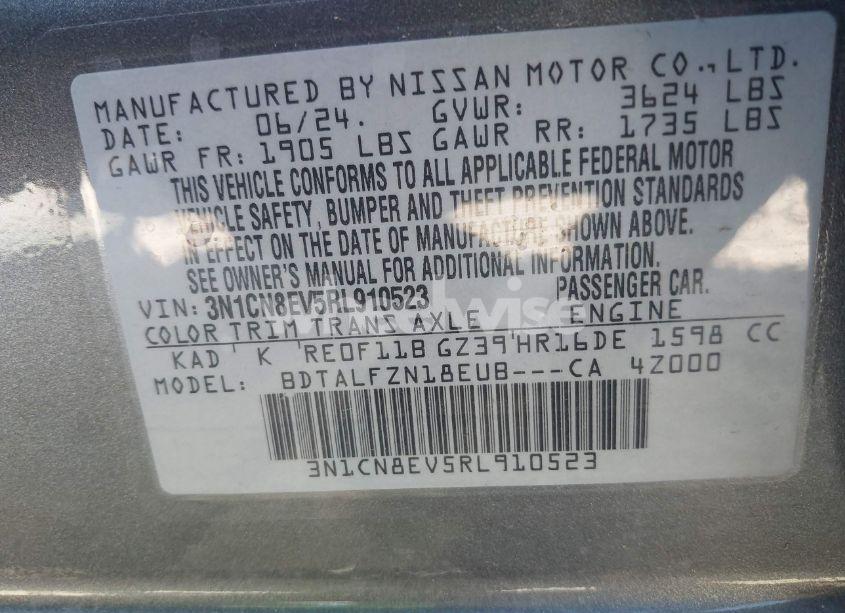 MANUFACTURED BY NISSAN MOTOR CO., LTD.
DATE: 06/24. GVWR: 3624 LBS
GAWR FR: 1905 LBS GAWR RR: 1735 LBS
THIS VEHICLE CONFORMS TO ALL APPLICABLE FEDERAL MOTOR
VEHICLE SAFETY, BUMPER AND THEFT PREVENTION STANDARDS
IN EFFECT ON THE DATE OF MANUFACTURE SHOWN ABOVE.
SEE OWNER'S MANUAL FOR ADDITIONAL INFORMATION.
VIN: 3N1CN8EV5RL910523 PASSENGER CAR.
COLOR TRIM TRANS AXLE ENGINE
KAD K RE0F11B GZ39 HR16DE 1598 CC
MODEL: BDTALFZN18EUB---CA 4Z000
3N1CN8EV5RL910523